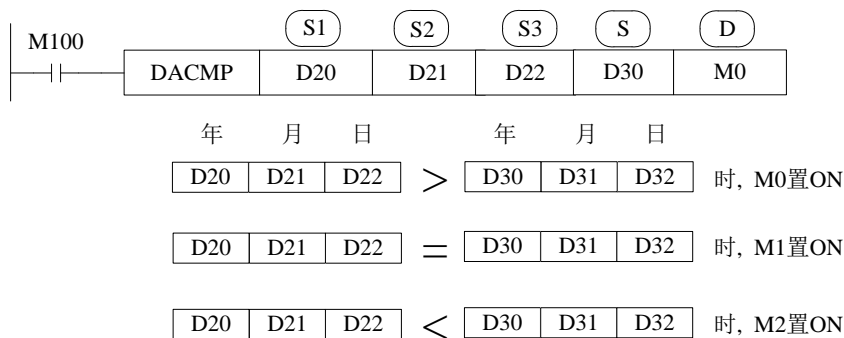 S1 S2 S3 S D
M100
DACMP D20 D21 D22 D30 M0
年 月 日 年 月 日
D20 D21 D22 > D30 D31 D32 时, M0置ON
D20 D21 D22 = D30 D31 D32 时, M1置ON
D20 D21 D22 < D30 D31 D32 时, M2置ON